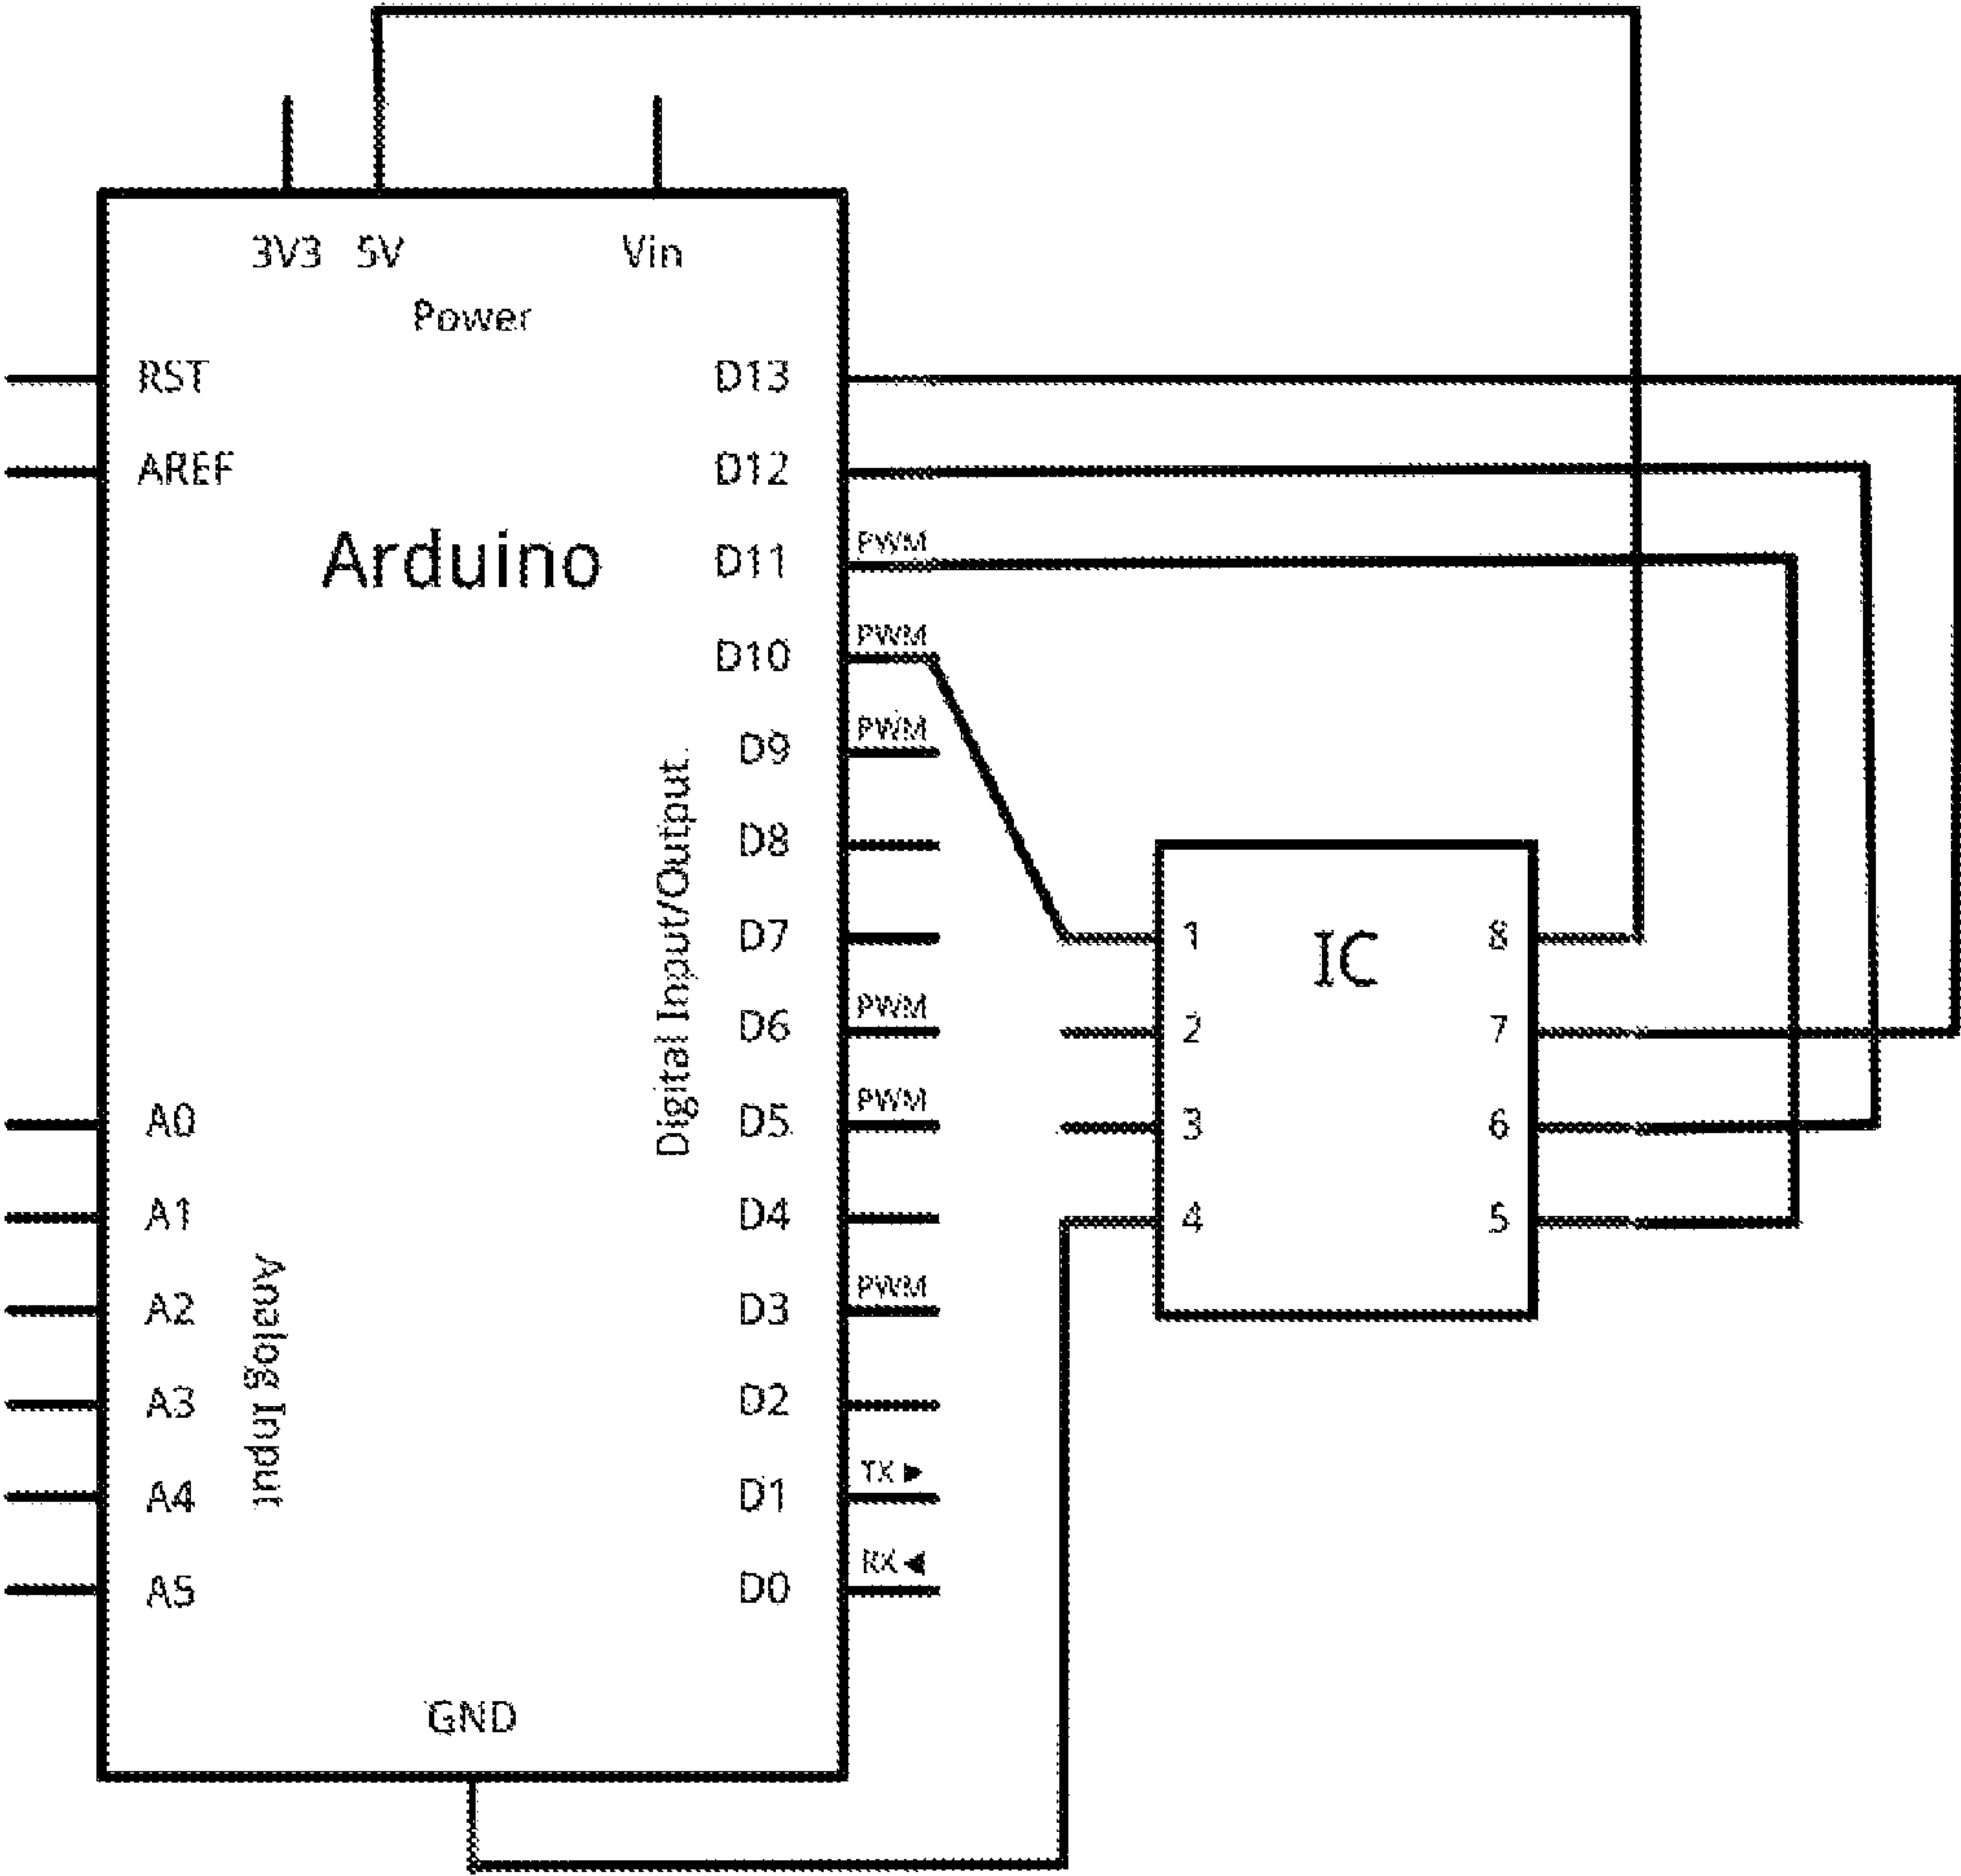 3V3 5V Vin
Power
RST D13
AREF D12
Arduino
D11 PWM
D10 PWM
D9 PWM
D8
D7
D6 PWM
D5 PWM
D4
D3 PWM
D2
D1 TX ►
D0 RX ◄
Digital Input/Output
A0
A1
A2
A3
A4
A5
Analog Input
GND
IC
1 8
2 7
3 6
4 5